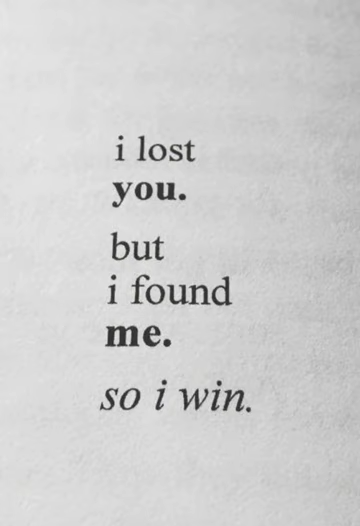 i lost
you.
but
i found
me.
so i win.